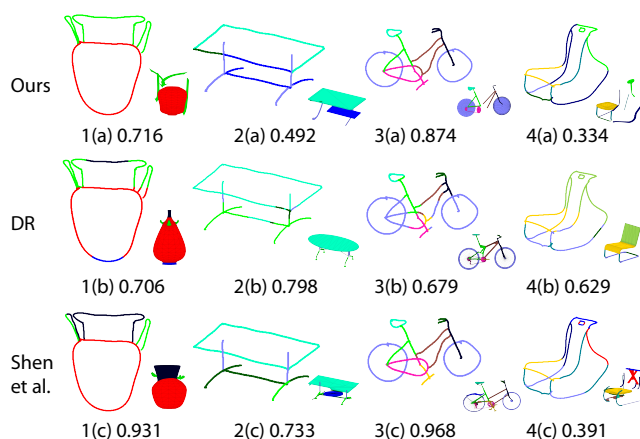 Ours
1(a) 0.716 2(a) 0.492 3(a) 0.874 4(a) 0.334
DR
1(b) 0.706 2(b) 0.798 3(b) 0.679 4(b) 0.629
Shen
et al.
1(c) 0.931 2(c) 0.733 3(c) 0.968 4(c) 0.391